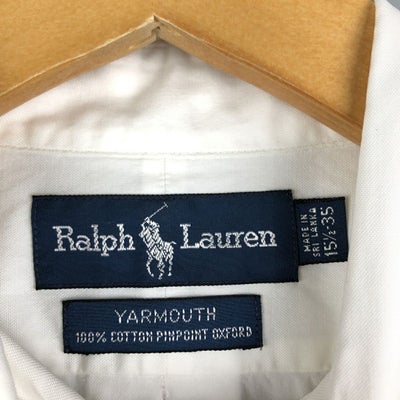 Ralph Lauren
MADE IN
SRI LANKA
15½-35
YARMOUTH
100% COTTON PINPOINT OXFORD